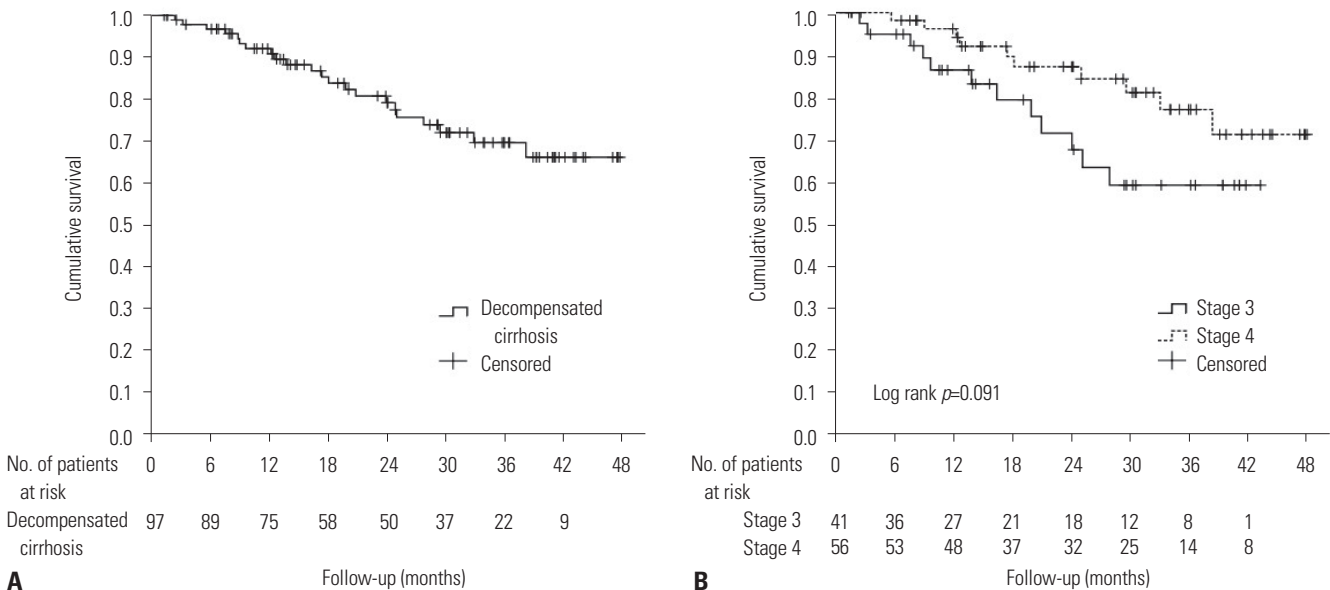 1.0
0.9
0.8
0.7
0.6
0.5
0.4
0.3
0.2
0.1
0.0
Cumulative survival
Decompensated
cirrhosis
Censored
No. of patients
at risk
0 6 12 18 24 30 36 42 48
Decompensated
cirrhosis
97 89 75 58 50 37 22 9
A
Follow-up (months)
1.0
0.9
0.8
0.7
0.6
0.5
0.4
0.3
0.2
0.1
0.0
Cumulative survival
Stage 3
Stage 4
Censored
Log rank p=0.091
No. of patients
at risk
0 6 12 18 24 30 36 42 48
Stage 3 41 36 27 21 18 12 8 1
Stage 4 56 53 48 37 32 25 14 8
B
Follow-up (months)